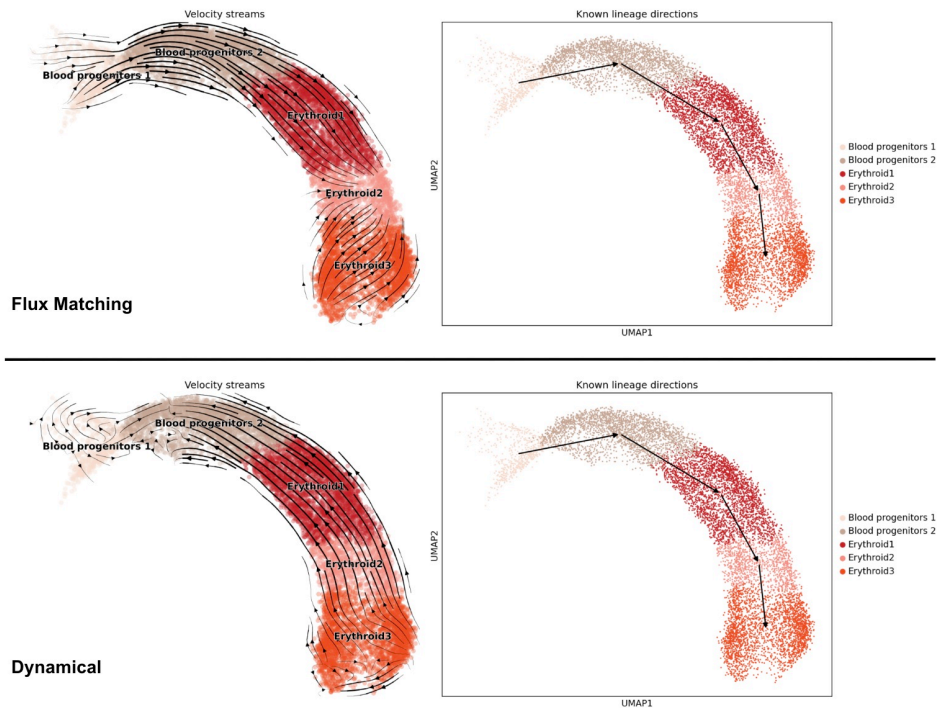 Velocity streams
Known lineage directions
Blood progenitors 2
Blood progenitors 1
Erythroid1
Erythroid2
Erythroid3
Flux Matching
UMAP2
UMAP1
Blood progenitors 1
Blood progenitors 2
Erythroid1
Erythroid2
Erythroid3
Velocity streams
Known lineage directions
Blood progenitors 2
Blood progenitors 1
Erythroid1
Erythroid2
Erythroid3
Dynamical
UMAP2
UMAP1
Blood progenitors 1
Blood progenitors 2
Erythroid1
Erythroid2
Erythroid3